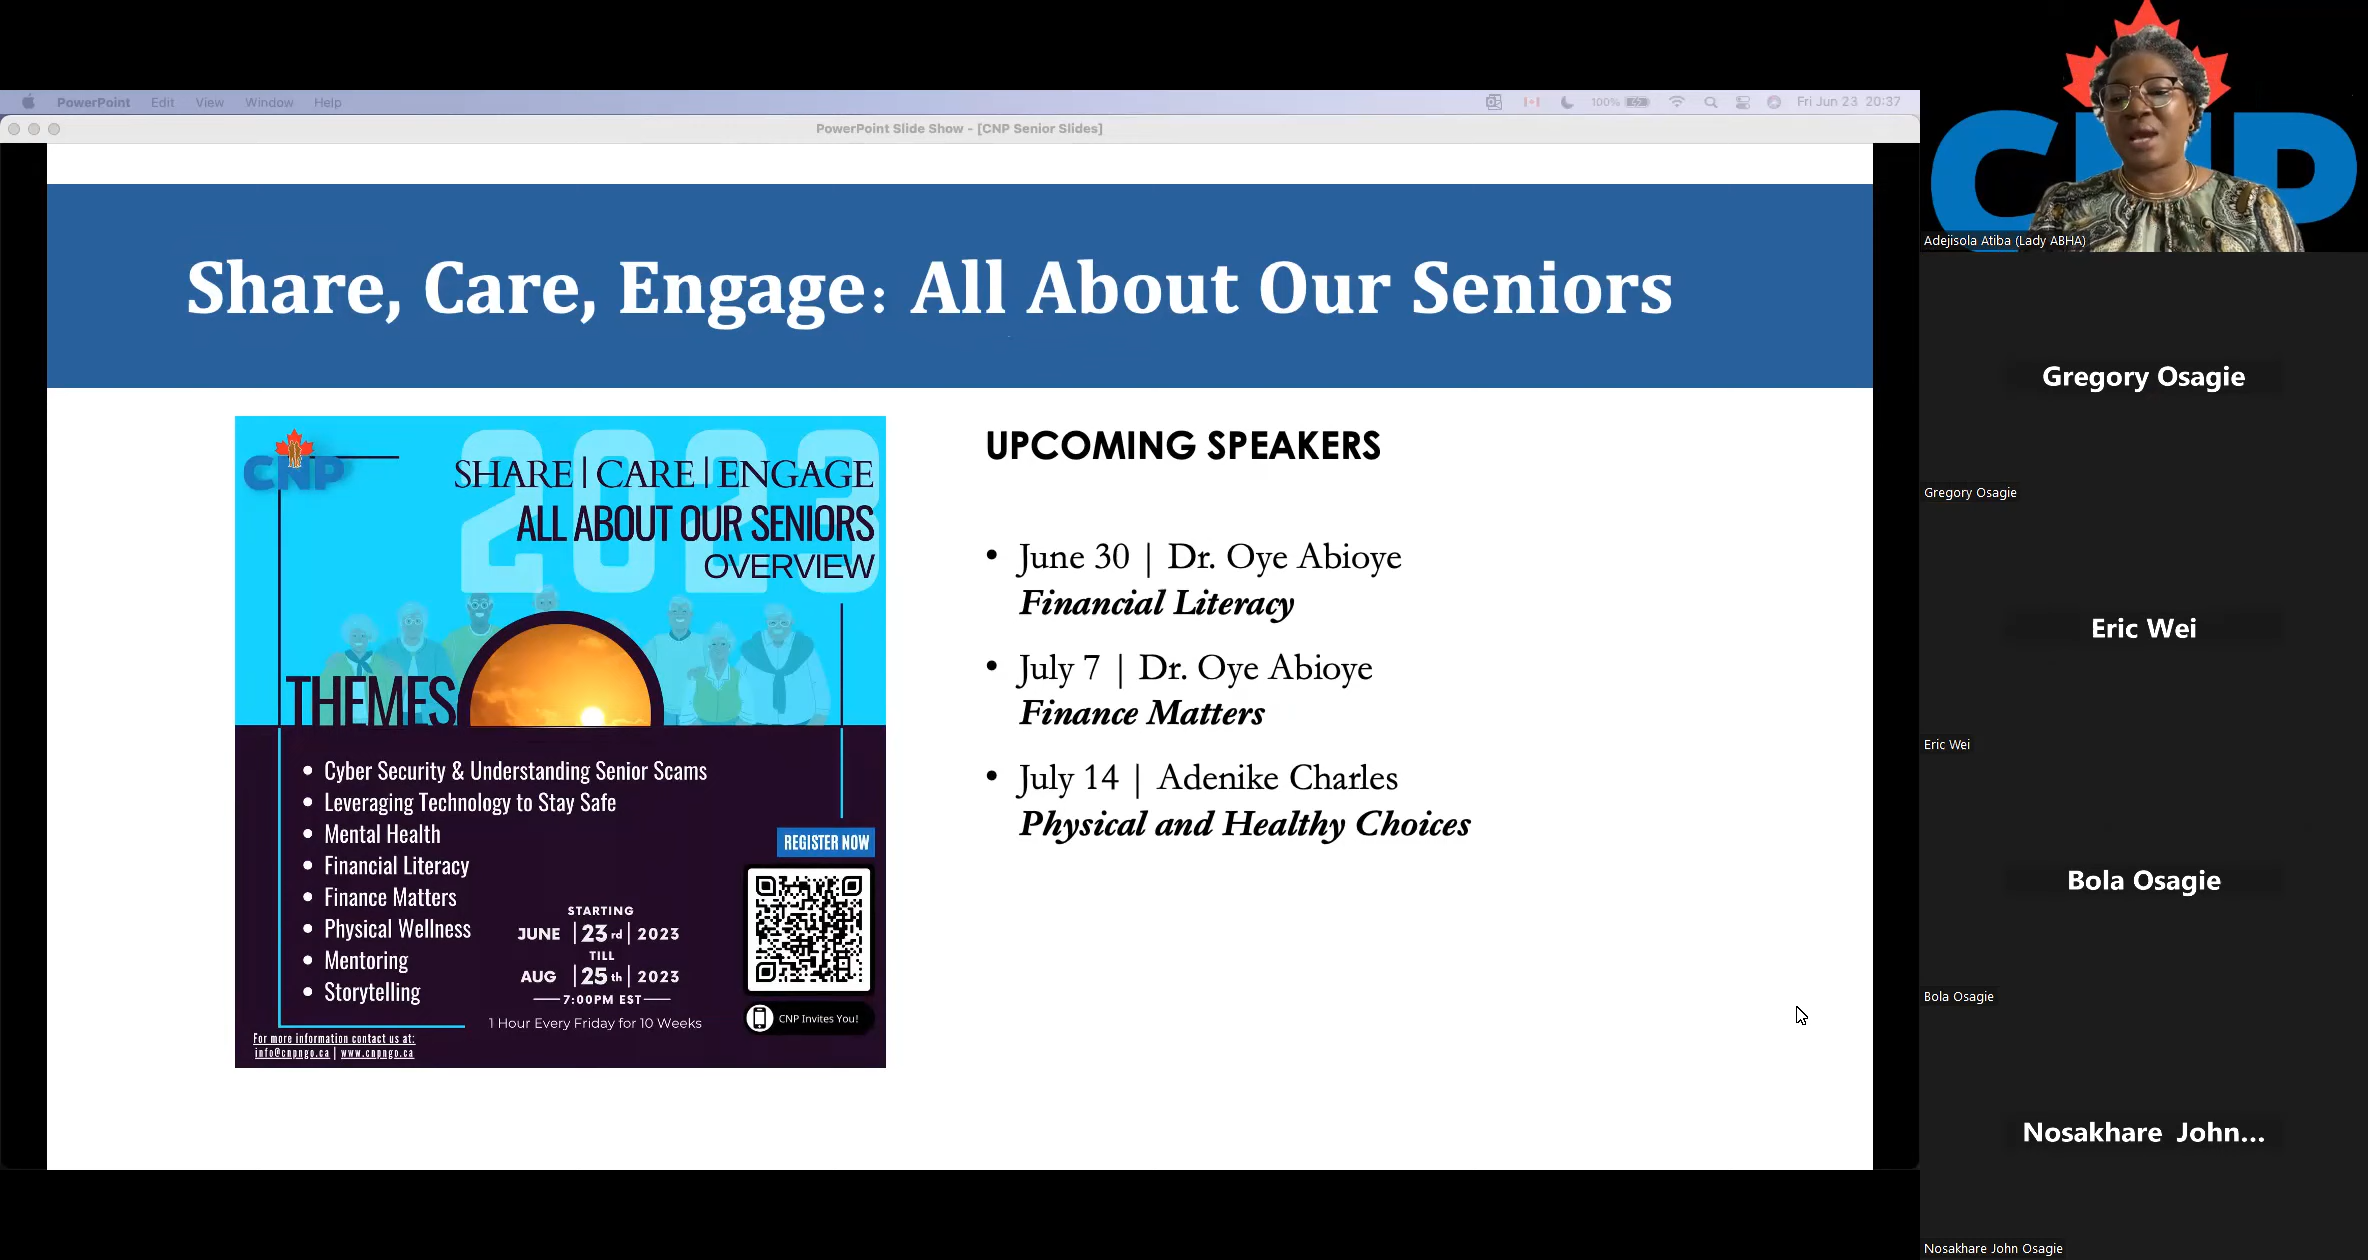 PowerPoint Edit View Window Help
100% Fri Jun 23 20:37
PowerPoint Slide Show - [CNP Senior Slides]
Share, Care, Engage: All About Our Seniors
CNP
2023
SHARE | CARE | ENGAGE
ALL ABOUT OUR SENIORS
OVERVIEW
THEMES
• Cyber Security & Understanding Senior Scams
• Leveraging Technology to Stay Safe
• Mental Health
• Financial Literacy
• Finance Matters
• Physical Wellness
• Mentoring
• Storytelling
STARTING
JUNE | 23rd | 2023
TILL
AUG | 25th | 2023
7:00PM EST
1 Hour Every Friday for 10 Weeks
REGISTER NOW
CNP Invites You!
For more information contact us at:
info@cnpngo.ca | www.cnpngo.ca
UPCOMING SPEAKERS
• June 30 | Dr. Oye Abioye
Financial Literacy
• July 7 | Dr. Oye Abioye
Finance Matters
• July 14 | Adenike Charles
Physical and Healthy Choices
CNP
Adejisola Atiba (Lady ABHA)
Gregory Osagie
Gregory Osagie
Eric Wei
Eric Wei
Bola Osagie
Bola Osagie
Nosakhare John...
Nosakhare John Osagie